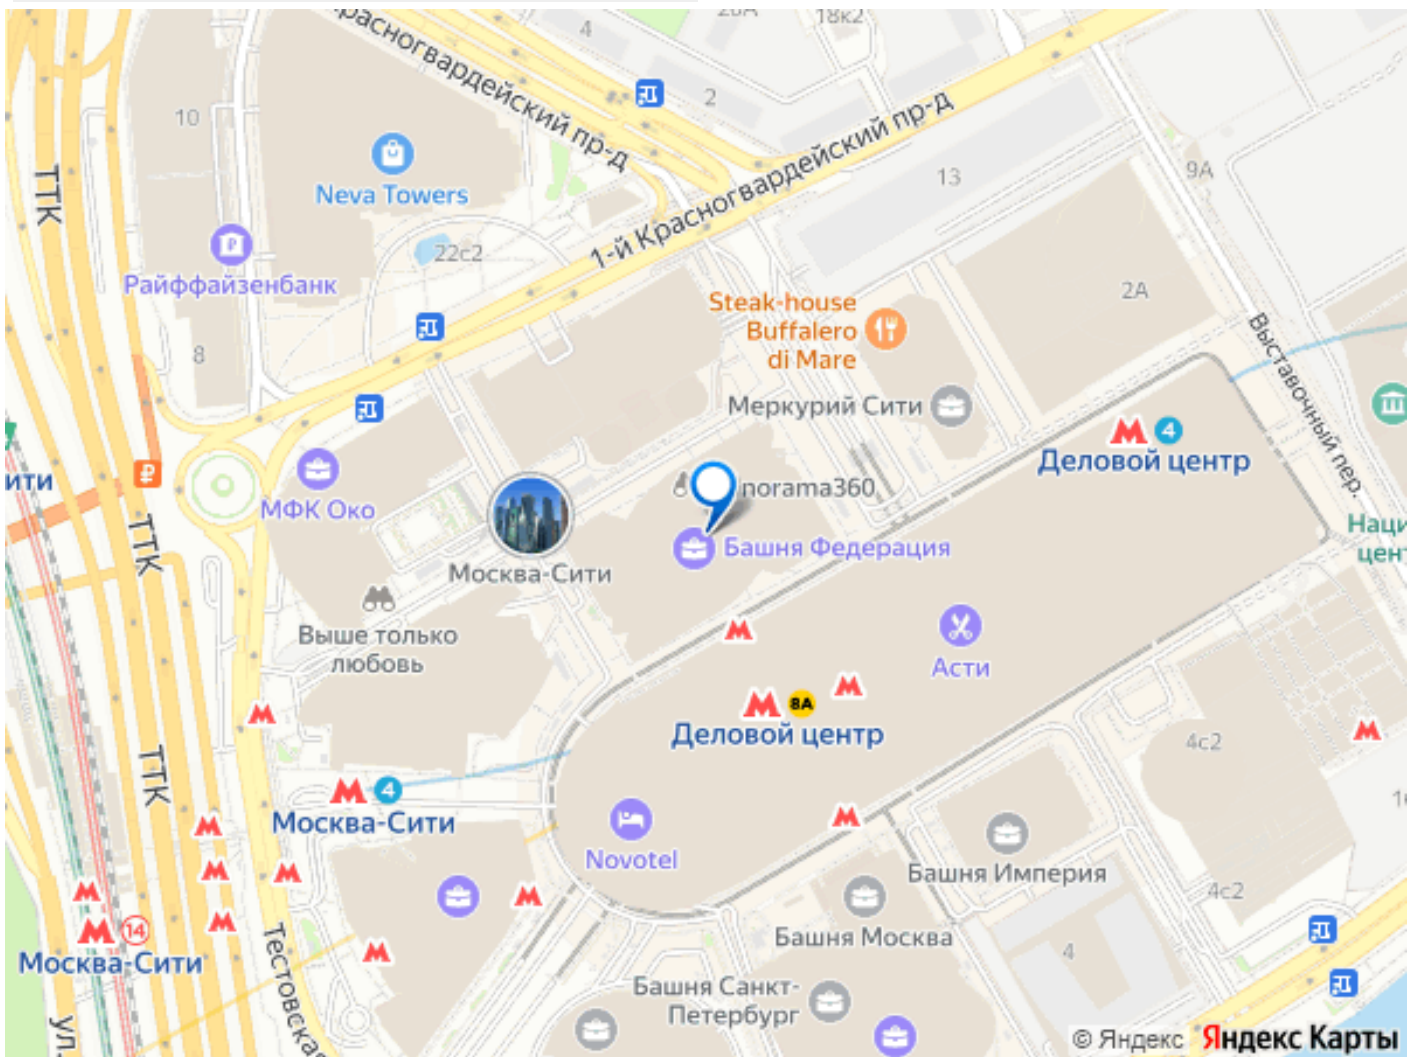 Красногвардейский пр-д
4
18к2
2
10
1-й Красногвардейский пр-д
13
9А
ТТК
Neva Towers
22с2
Райффайзенбанк
2А
Steak-house
Buffalero
di Mare
8
Выставочный пер.
Меркурий Сити
4
Деловой центр
МФК Око
norama360
Башня Федерация
Москва-Сити
ТТК
Выше только
любовь
Асти
8А
Деловой центр
4с2
ТТК
4
Москва-Сити
Novotel
Башня Империя
4с2
14
Москва-Сити
Башня Москва
4
Тестовская
Башня Санкт-
Петербург
ул.
© Яндекс Яндекс Карты